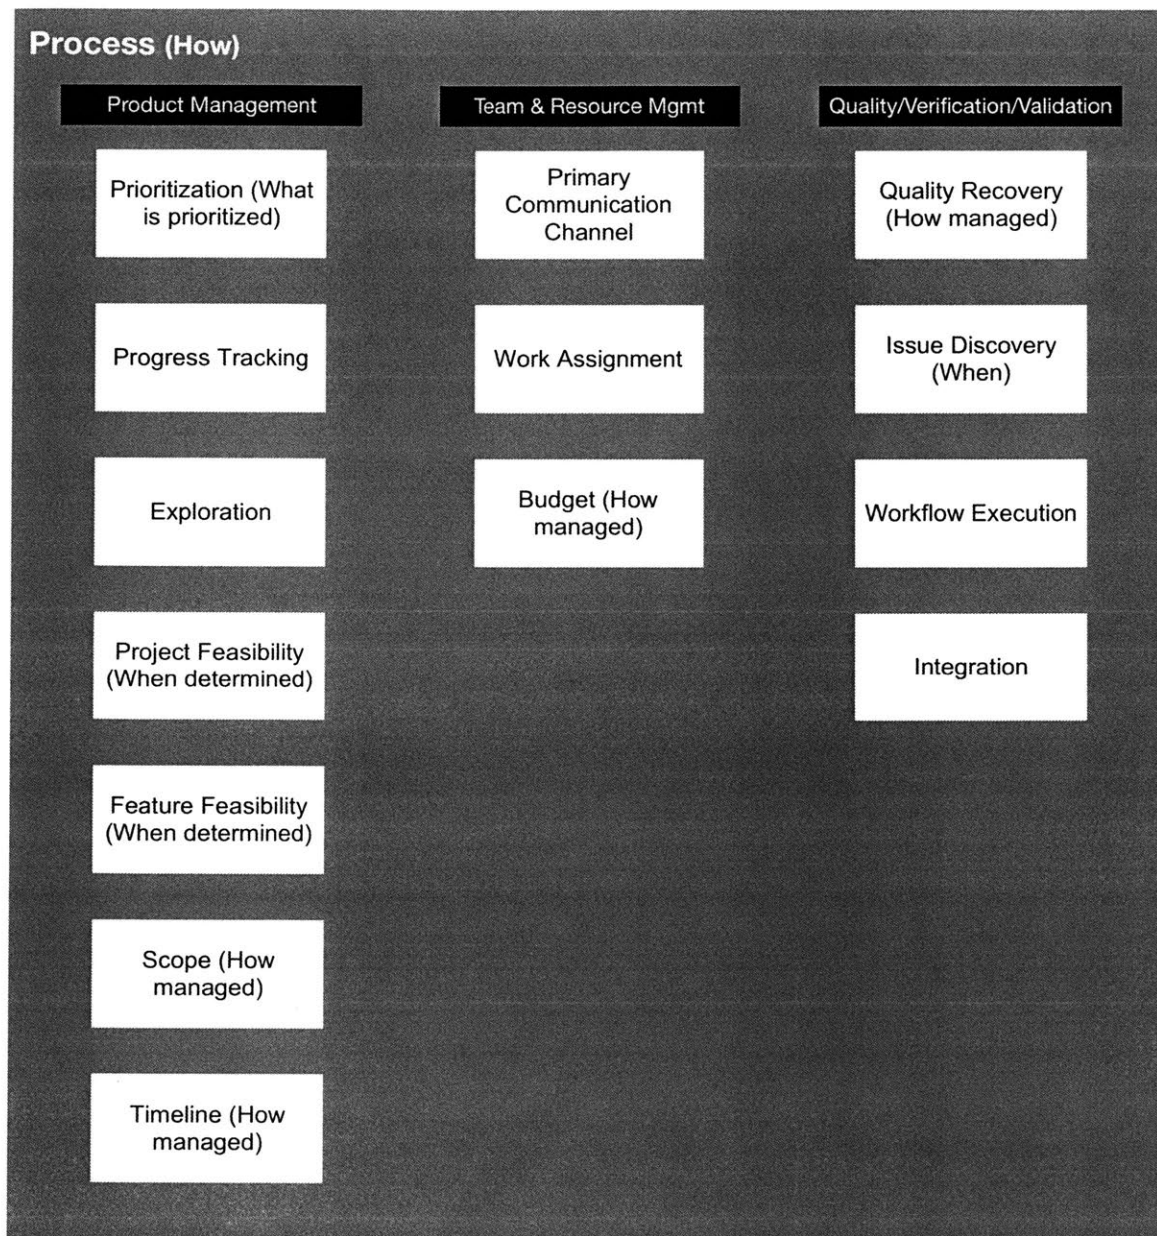 Process (How)
Product Management
Prioritization (What
is prioritized)
Progress Tracking
Exploration
Project Feasibility
(When determined)
Feature Feasibility
(When determined)
Scope (How
managed)
Timeline (How
managed)
Team & Resource Mgmt
Primary
Communication
Channel
Work Assignment
Budget (How
managed)
Quality/Verification/Validation
Quality Recovery
(How managed)
Issue Discovery
(When)
Workflow Execution
Integration